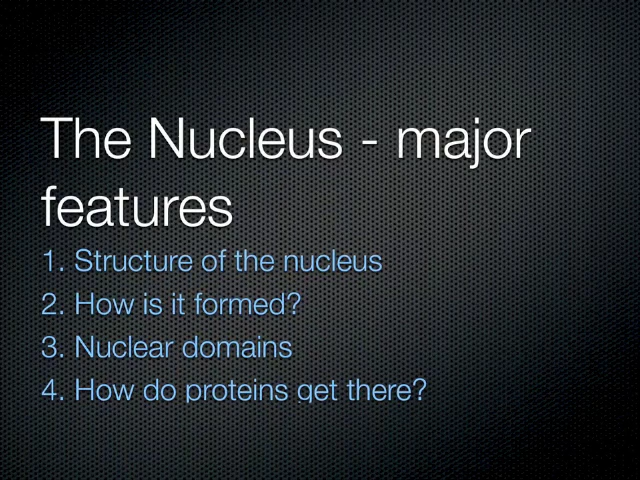 The Nucleus - major
features
1. Structure of the nucleus
2. How is it formed?
3. Nuclear domains
4. How do proteins get there?